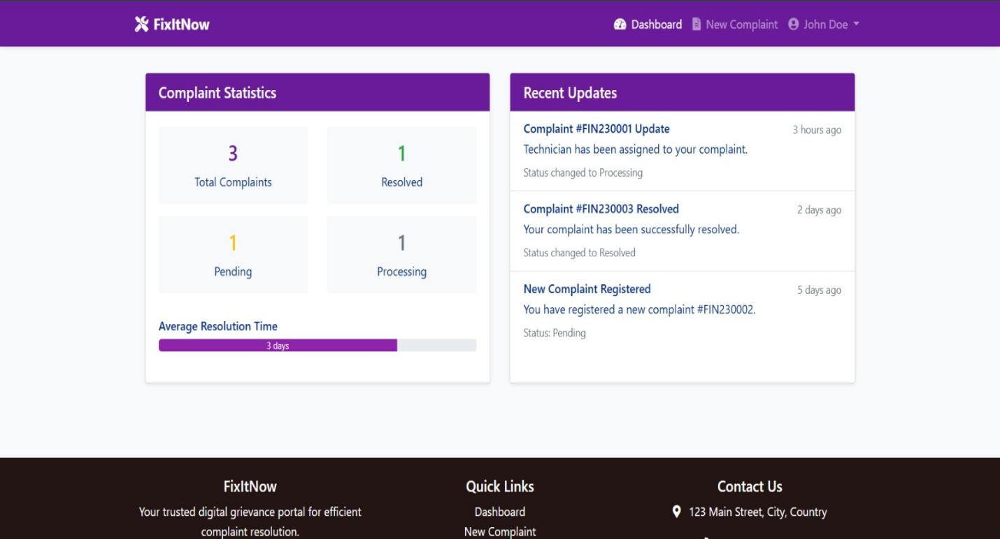 FixItNow
Dashboard New Complaint John Doe
Complaint Statistics
3
Total Complaints
1
Resolved
1
Pending
1
Processing
Average Resolution Time
3 days
Recent Updates
Complaint #FIN230001 Update 3 hours ago
Technician has been assigned to your complaint.
Status changed to Processing
Complaint #FIN230003 Resolved 2 days ago
Your complaint has been successfully resolved.
Status changed to Resolved
New Complaint Registered 5 days ago
You have registered a new complaint #FIN230002.
Status: Pending
FixItNow
Your trusted digital grievance portal for efficient
complaint resolution.
Quick Links
Dashboard
New Complaint
Contact Us
123 Main Street, City, Country